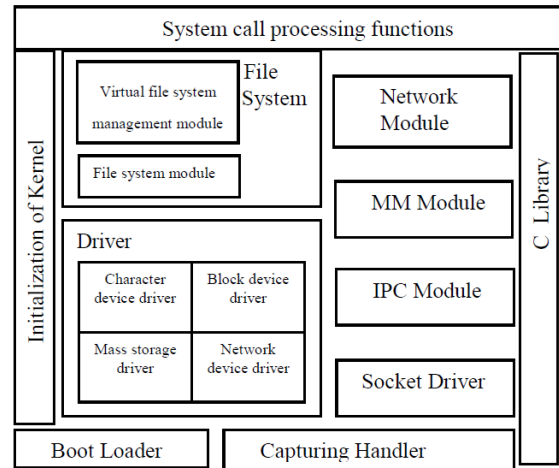 System call processing functions
Initialization of Kernel
File
System
Virtual file system
management module
File system module
Driver
Character
device driver
Block device
driver
Mass storage
driver
Network
device driver
Network
Module
MM Module
IPC Module
Socket Driver
C Library
Boot Loader
Capturing Handler